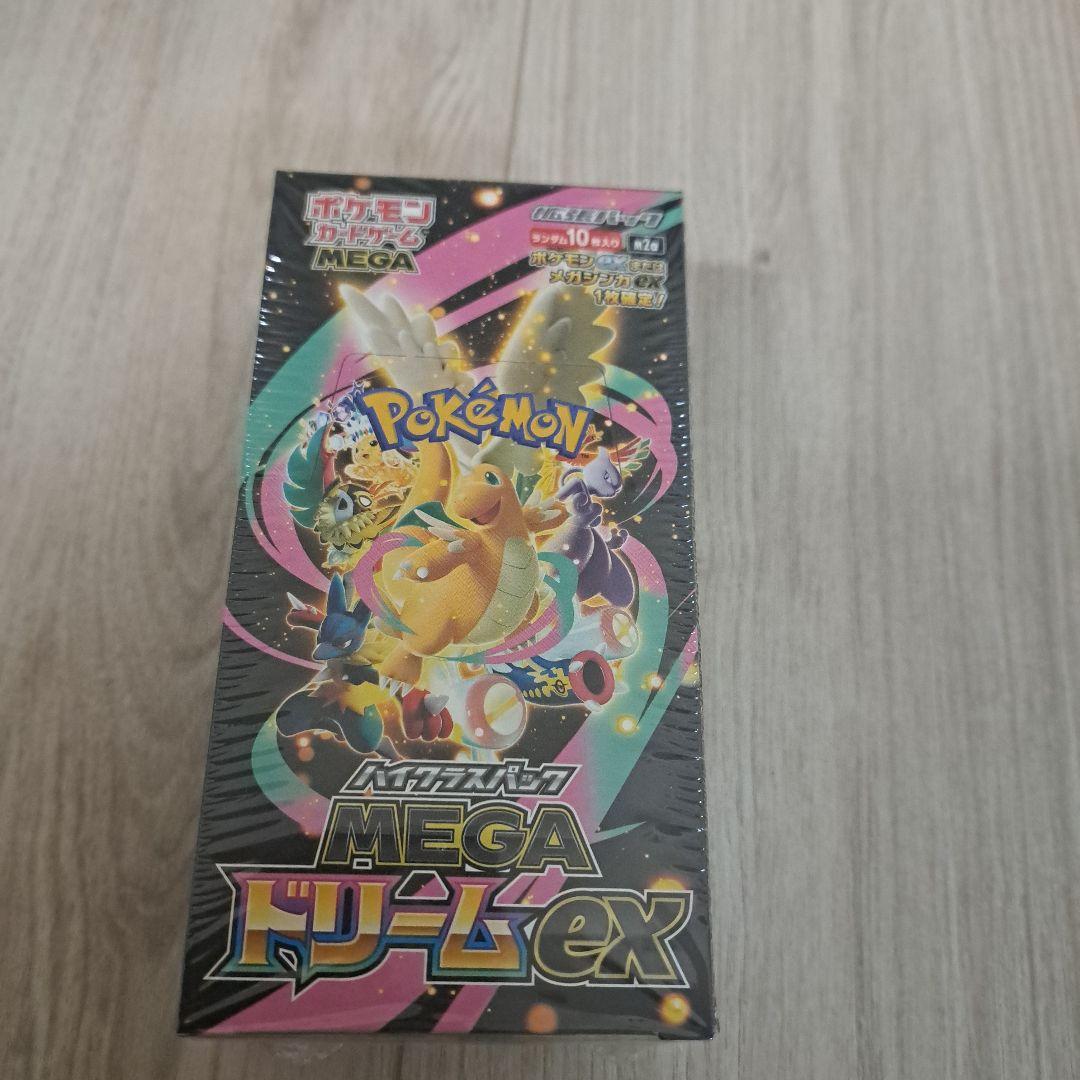 ポケモン
カードゲーム
MEGA
拡張パック
ランダム10枚入り M2a
ポケモンexまたは
メガシンカex
1枚確定!
POKÉMON
TM
ハイクラスパック
MEGA
ドリームex